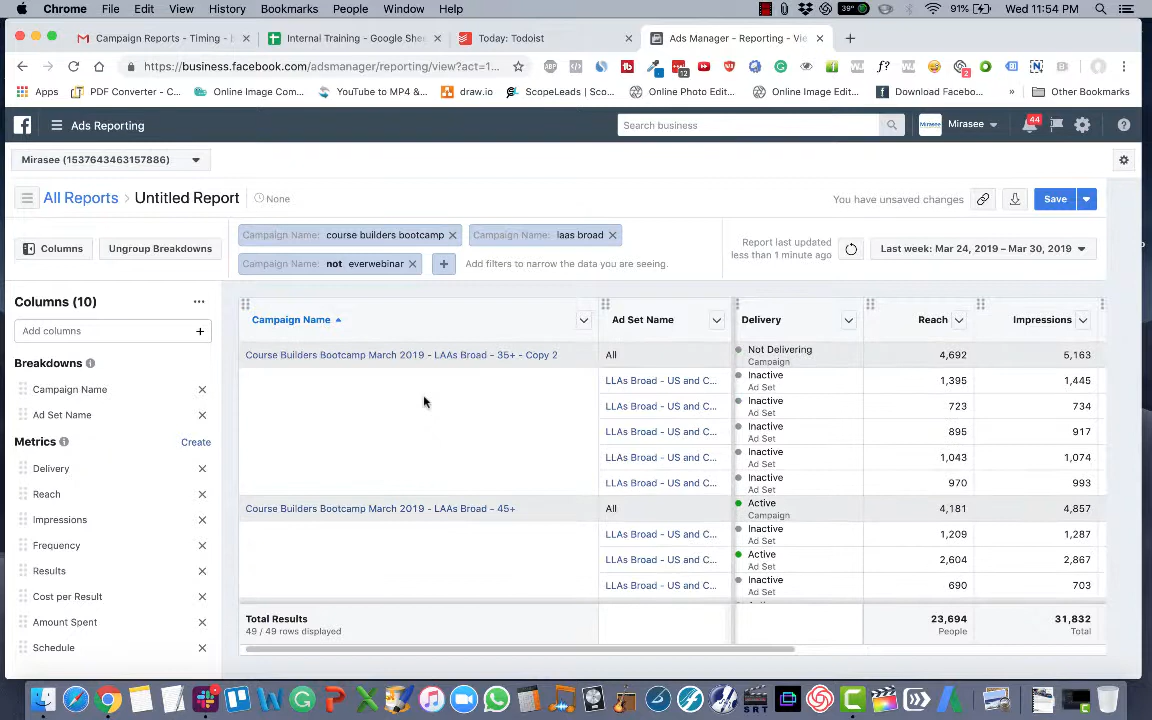 Chrome File Edit View History Bookmarks People Window Help 39° 91% Wed 11:54 PM
Campaign Reports - Timing - Internal Training - Google She Today: Todoist Ads Manager - Reporting - Vie
https://business.facebook.com/adsmanager/reporting/view?act=1... 12 2
Apps PDF Converter - C... Online Image Com... YouTube to MP4 &... draw.io ScopeLeads | Sco... Online Photo Edit... Online Image Edit... Download Facebo... » Other Bookmarks
Ads Reporting Search business Mirasee 44
Mirasee (1537643463157886)
All Reports › Untitled Report None You have unsaved changes Save
Columns Ungroup Breakdowns
Campaign Name: course builders bootcamp Campaign Name: laas broad
Campaign Name: not everwebinar + Add filters to narrow the data you are seeing.
Report last updated
less than 1 minute ago
Last week: Mar 24, 2019 – Mar 30, 2019
Columns (10)
Add columns +
Breakdowns
Campaign Name
Ad Set Name
Metrics Create
Delivery
Reach
Impressions
Frequency
Results
Cost per Result
Amount Spent
Schedule
Campaign Name Ad Set Name Delivery Reach Impressions
Course Builders Bootcamp March 2019 - LAAs Broad - 35+ - Copy 2 All Not Delivering Campaign 4,692 5,163
LLAs Broad - US and C... Inactive Ad Set 1,395 1,445
LLAs Broad - US and C... Inactive Ad Set 723 734
LLAs Broad - US and C... Inactive Ad Set 895 917
LLAs Broad - US and C... Inactive Ad Set 1,043 1,074
LLAs Broad - US and C... Inactive Ad Set 970 993
Course Builders Bootcamp March 2019 - LAAs Broad - 45+ All Active Campaign 4,181 4,857
LLAs Broad - US and C... Inactive Ad Set 1,209 1,287
LLAs Broad - US and C... Active Ad Set 2,604 2,867
LLAs Broad - US and C... Inactive Ad Set 690 703
Total Results 23,694 31,832
49 / 49 rows displayed People Total